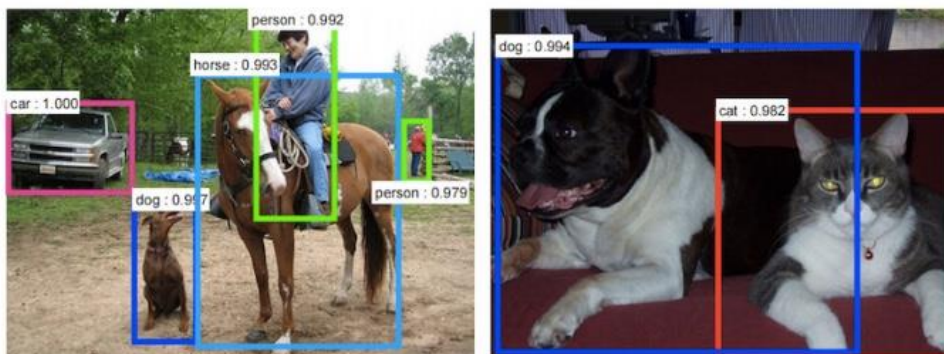 person : 0.992
horse : 0.993
car : 1.000
person : 0.979
dog : 0.997
dog : 0.994
cat : 0.982